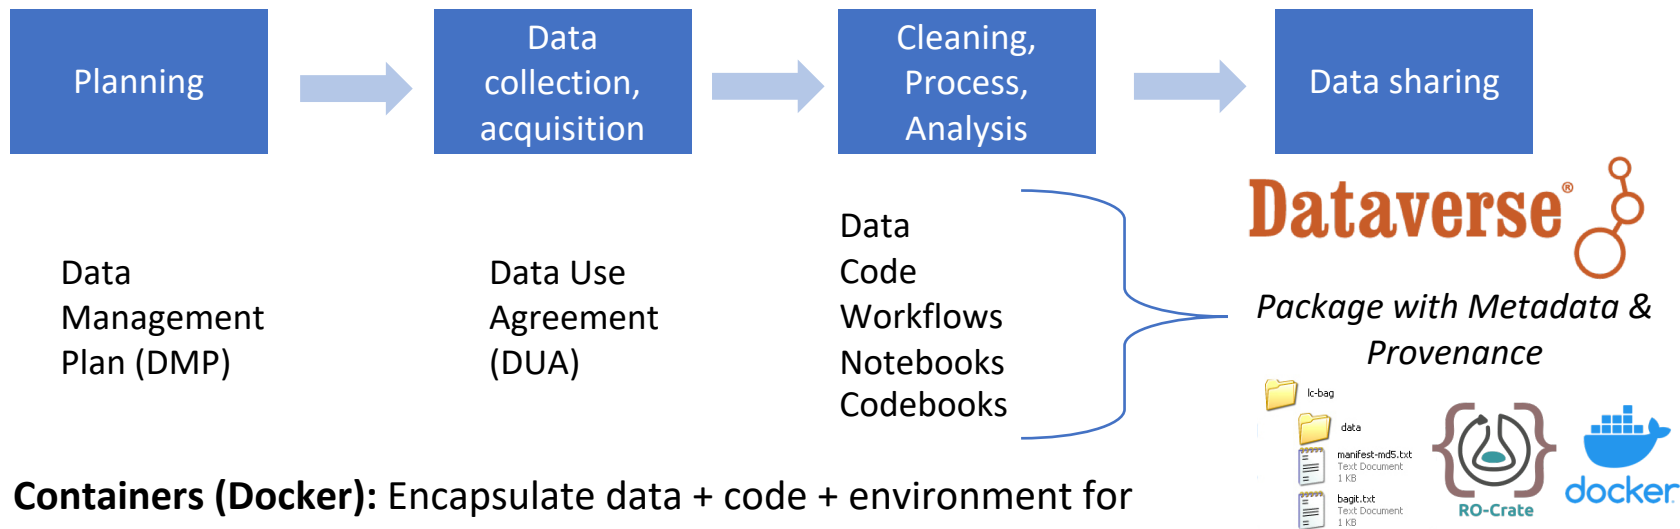 Planning
Data
collection,
acquisition
Cleaning,
Process,
Analysis
Data sharing
Data
Management
Plan (DMP)
Data Use
Agreement
(DUA)
Data
Code
Workflows
Notebooks
Codebooks
Dataverse®
Package with Metadata &
Provenance
lc-bag
data
manifest-md5.txt
Text Document
1 KB
bagit.txt
Text Document
1 KB
RO-Crate
docker
Containers (Docker): Encapsulate data + code + environment for